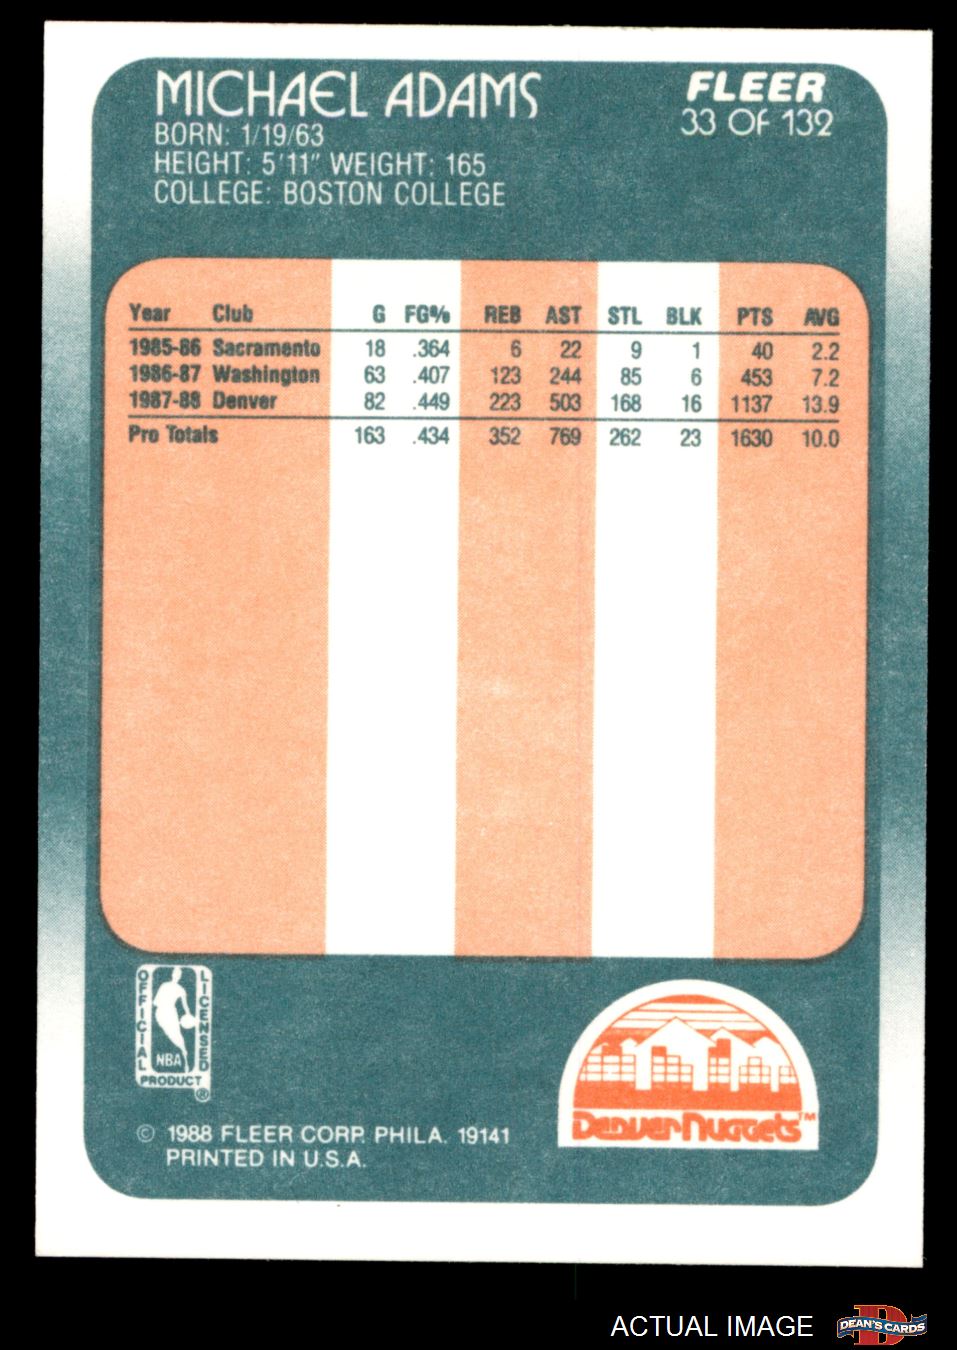 MICHAEL ADAMS
BORN: 1/19/63
HEIGHT: 5'11" WEIGHT: 165
COLLEGE: BOSTON COLLEGE
FLEER
33 OF 132
Year Club G FG% REB AST STL BLK PTS AVG
1985-86 Sacramento 18 .364 6 22 9 1 40 2.2
1986-87 Washington 63 .407 123 244 85 6 453 7.2
1987-88 Denver 82 .449 223 503 168 16 1137 13.9
Pro Totals 163 .434 352 769 262 23 1630 10.0
OFFICIAL
LICENSED
NBA
PRODUCT
®
© 1988 FLEER CORP. PHILA. 19141
PRINTED IN U.S.A.
Denver Nuggets™
ACTUAL IMAGE
D
DEAN'S CARDS